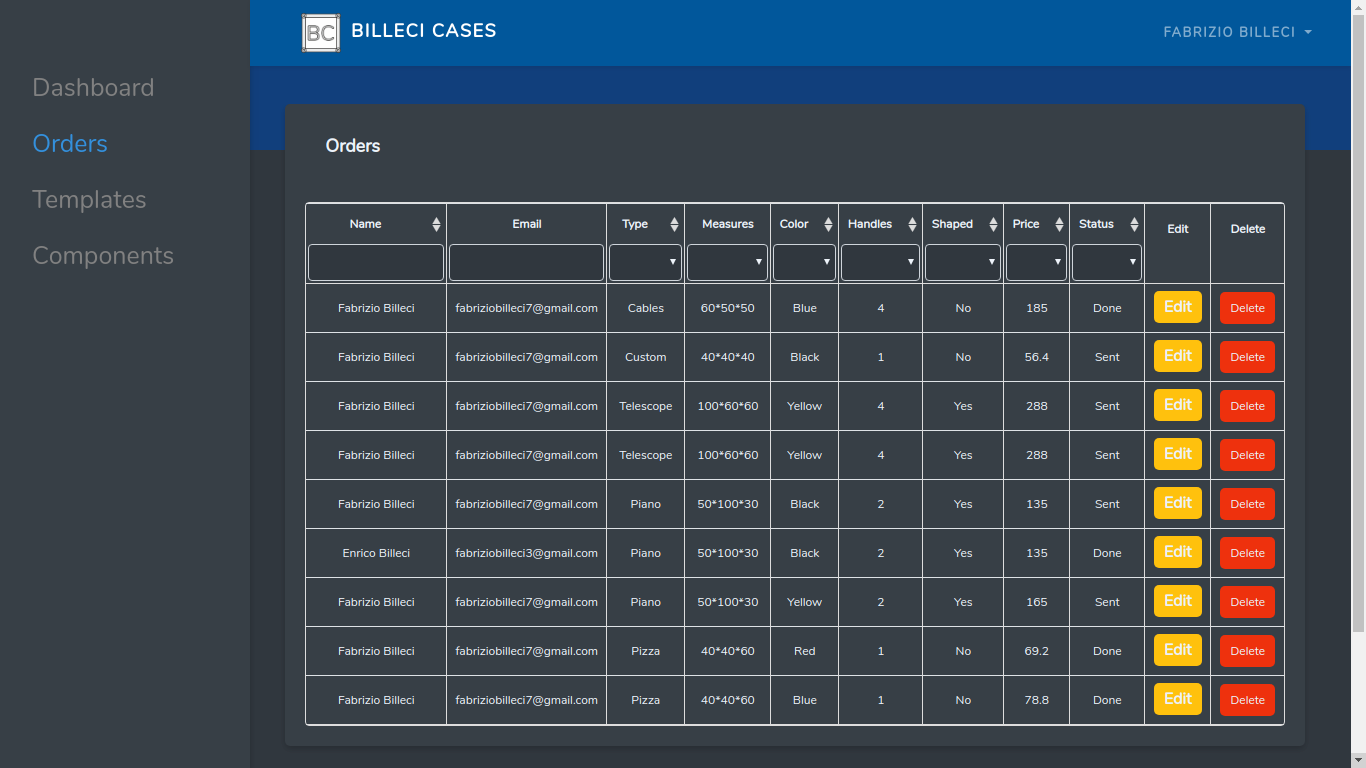 BC BILLECI CASES FABRIZIO BILLECI
Dashboard
Orders
Templates
Components
Orders
Name Email Type Measures Color Handles Shaped Price Status Edit Delete
Fabrizio Billeci fabriziobilleci7@gmail.com Cables 60*50*50 Blue 4 No 185 Done Edit Delete
Fabrizio Billeci fabriziobilleci7@gmail.com Custom 40*40*40 Black 1 No 56.4 Sent Edit Delete
Fabrizio Billeci fabriziobilleci7@gmail.com Telescope 100*60*60 Yellow 4 Yes 288 Sent Edit Delete
Fabrizio Billeci fabriziobilleci7@gmail.com Telescope 100*60*60 Yellow 4 Yes 288 Sent Edit Delete
Fabrizio Billeci fabriziobilleci7@gmail.com Piano 50*100*30 Black 2 Yes 135 Sent Edit Delete
Enrico Billeci fabriziobilleci3@gmail.com Piano 50*100*30 Black 2 Yes 135 Done Edit Delete
Fabrizio Billeci fabriziobilleci7@gmail.com Piano 50*100*30 Yellow 2 Yes 165 Sent Edit Delete
Fabrizio Billeci fabriziobilleci7@gmail.com Pizza 40*40*60 Red 1 No 69.2 Done Edit Delete
Fabrizio Billeci fabriziobilleci7@gmail.com Pizza 40*40*60 Blue 1 No 78.8 Done Edit Delete